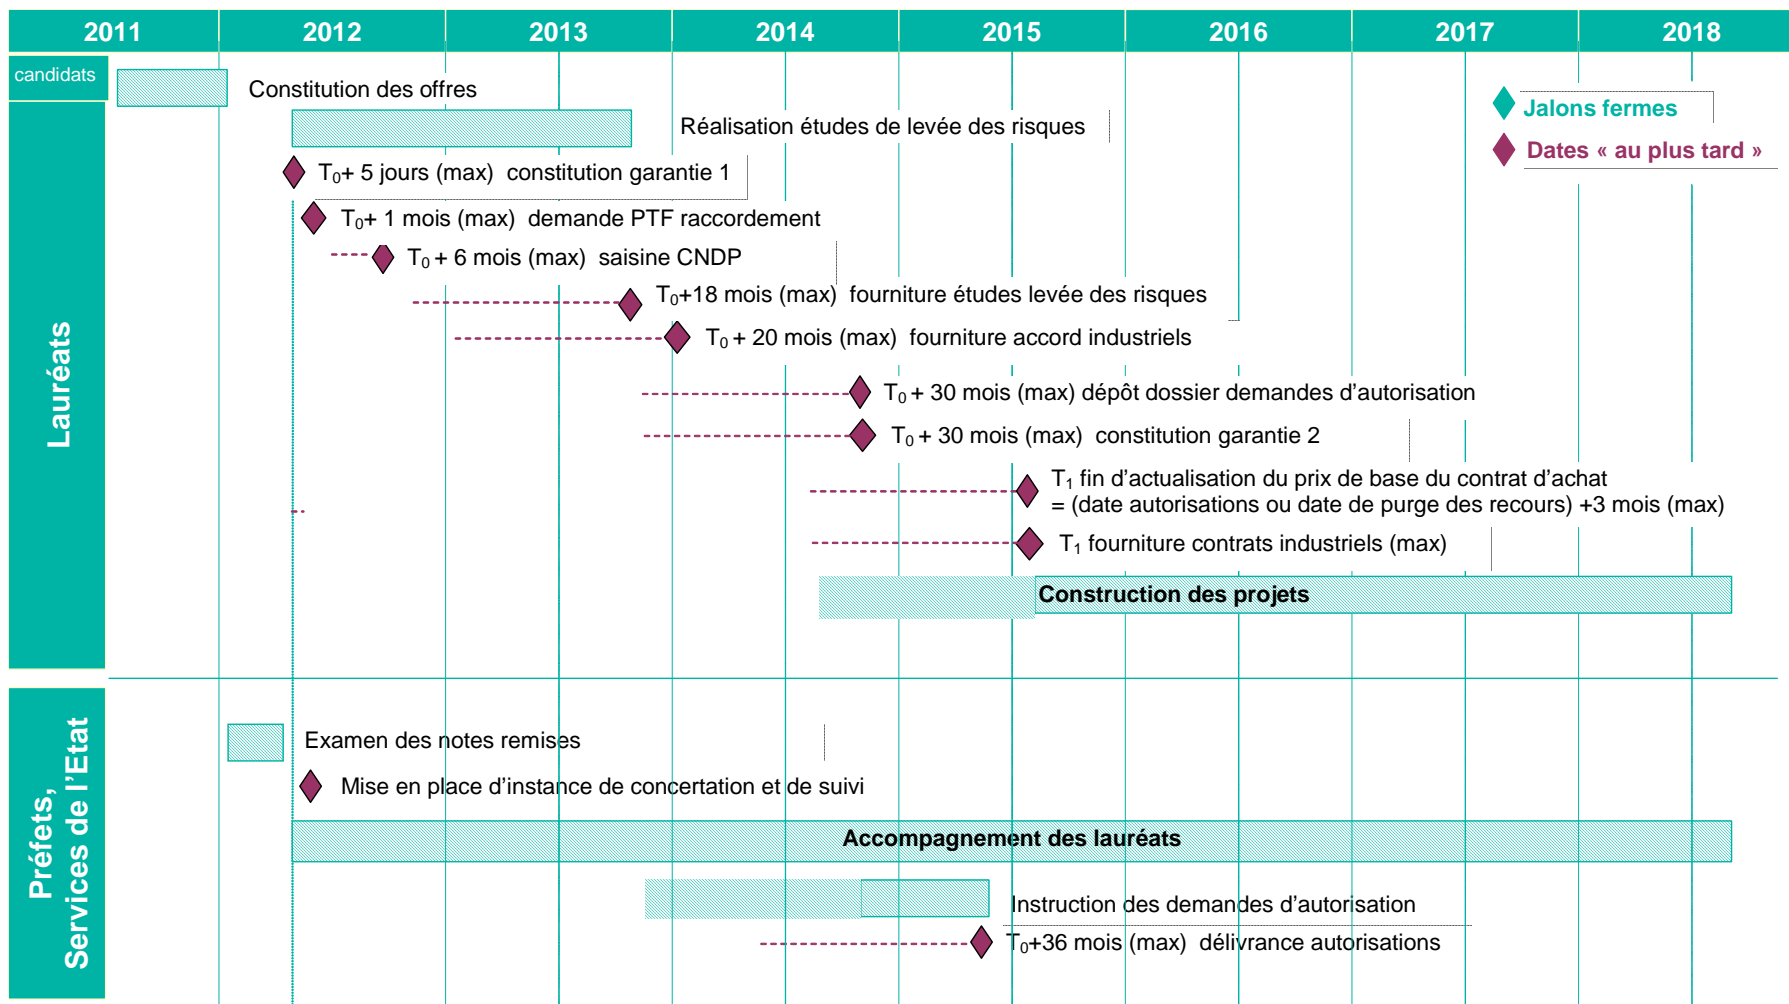 2011 2012 2013 2014 2015 2016 2017 2018
candidats
Constitution des offres
Lauréats
Réalisation études de levée des risques
Jalons fermes
Dates « au plus tard »
T0+ 5 jours (max) constitution garantie 1
T0+ 1 mois (max) demande PTF raccordement
T0 + 6 mois (max) saisine CNDP
T0+18 mois (max) fourniture études levée des risques
T0 + 20 mois (max) fourniture accord industriels
T0 + 30 mois (max) dépôt dossier demandes d’autorisation
T0 + 30 mois (max) constitution garantie 2
T1 fin d’actualisation du prix de base du contrat d’achat
= (date autorisations ou date de purge des recours) +3 mois (max)
T1 fourniture contrats industriels (max)
Construction des projets
Préfets,
Services de l’Etat
Examen des notes remises
Mise en place d’instance de concertation et de suivi
Accompagnement des lauréats
Instruction des demandes d’autorisation
T0+36 mois (max) délivrance autorisations